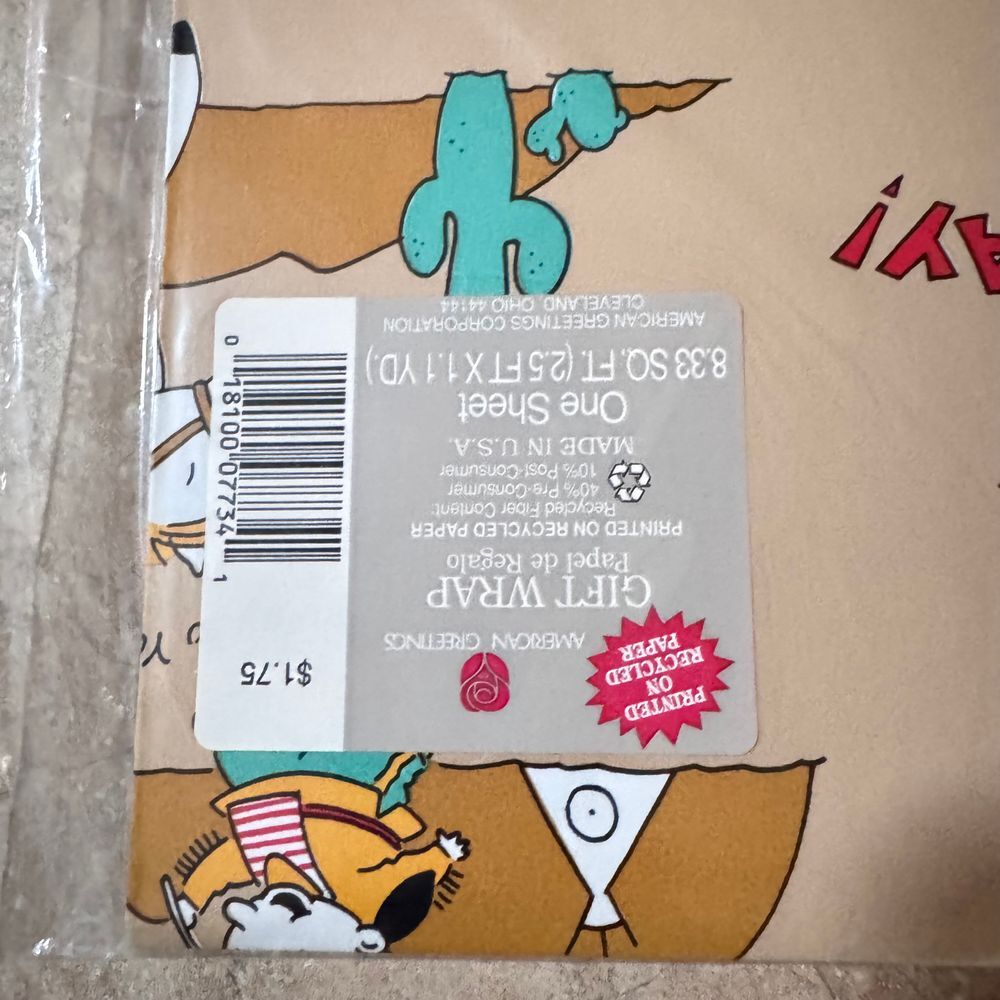 PRINTED
ON
RECYCLED
PAPER
AMERICAN GREETINGS
GIFT WRAP
Papel de Regalo
PRINTED ON RECYCLED PAPER
Recycled Fiber Content:
40% Pre-Consumer
10% Post-Consumer
MADE IN U.S.A.
One Sheet
8.33 SQ. FT. (2.5 FT X 1.1 YD.)
AMERICAN GREETINGS CORPORATION
CLEVELAND, OHIO 44144
$1.75
0 18100 07734 1